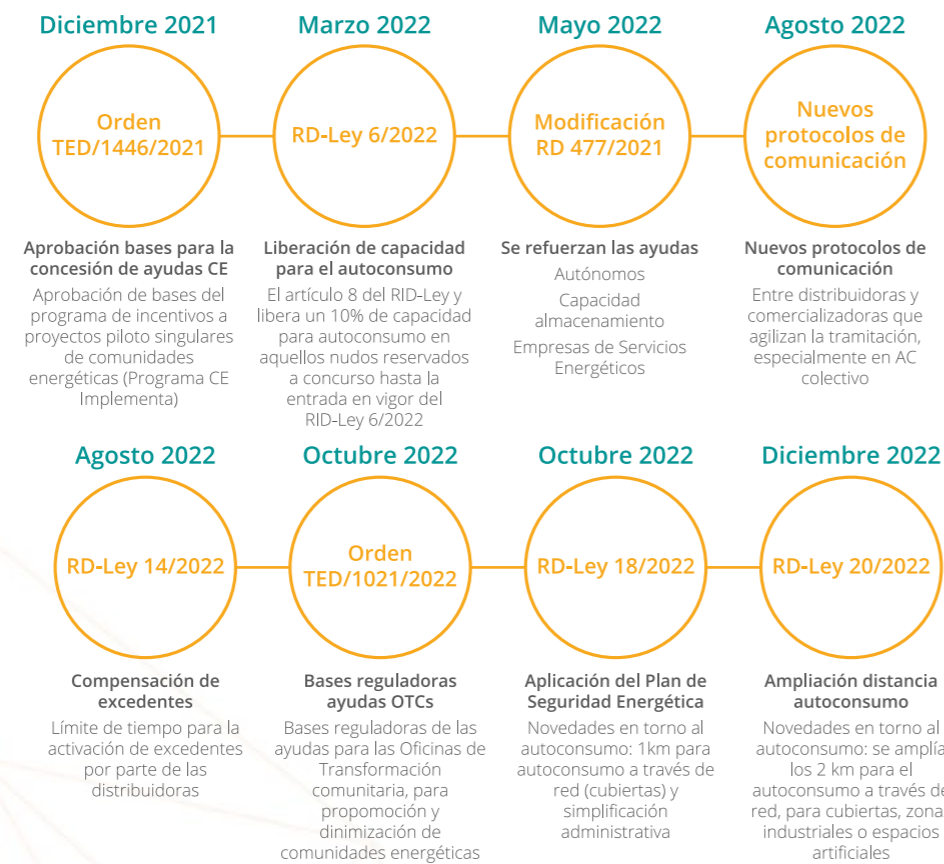 Diciembre 2021
Marzo 2022
Mayo 2022
Agosto 2022
Orden
TED/1446/2021
RD-Ley 6/2022
Modificación
RD 477/2021
Nuevos
protocolos de
comunicación
Aprobación bases para la
concesión de ayudas CE
Aprobación de bases del
programa de incentivos a
proyectos piloto singulares
de comunidades
energéticas (Programa CE
Implementa)
Liberación de capacidad
para el autoconsumo
El artículo 8 del RID-Ley y
libera un 10% de capacidad
para autoconsumo en
aquellos nudos reservados
a concurso hasta la
entrada en vigor del
RID-Ley 6/2022
Se refuerzan las ayudas
Autónomos
Capacidad
almacenamiento
Empresas de Servicios
Energéticos
Nuevos protocolos de
comunicación
Entre distribuidoras y
comercializadoras que
agilizan la tramitación,
especialmente en AC
colectivo
Agosto 2022
Octubre 2022
Octubre 2022
Diciembre 2022
RD-Ley 14/2022
Orden
TED/1021/2022
RD-Ley 18/2022
RD-Ley 20/2022
Compensación de
excedentes
Límite de tiempo para la
activación de excedentes
por parte de las
distribuidoras
Bases reguladoras
ayudas OTCs
Bases reguladoras de las
ayudas para las Oficinas de
Transformación
comunitaria, para
propomoción y
dinimización de
comunidades energéticas
Aplicación del Plan de
Seguridad Energética
Novedades en torno al
autoconsumo: 1km para
autoconsumo a través de
red (cubiertas) y
simplificación
administrativa
Ampliación distancia
autoconsumo
Novedades en torno al
autoconsumo: se amplía
los 2 km para el
autoconsumo a través de
red, para cubiertas, zona
industriales o espacios
artificiales